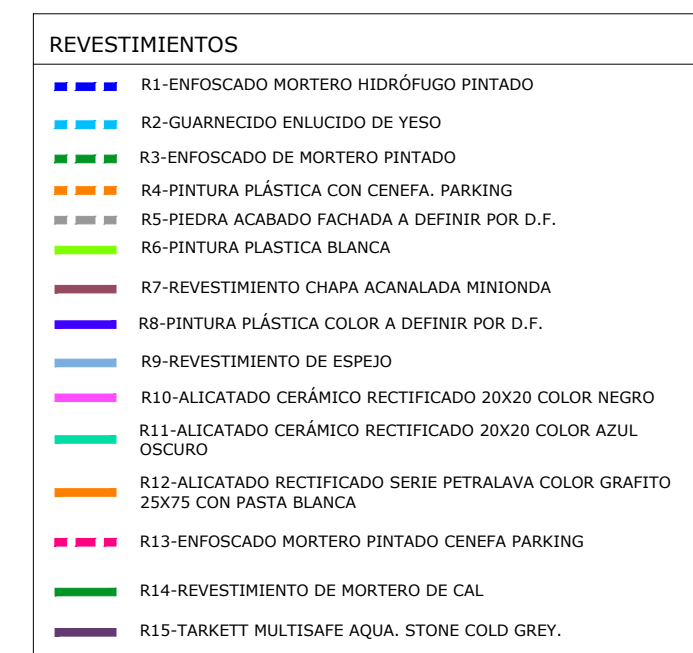 REVESTIMIENTOS
R1-ENFOSCADO MORTERO HIDRÓFUGO PINTADO
R2-GUARNECIDO ENLUCIDO DE YESO
R3-ENFOSCADO DE MORTERO PINTADO
R4-PINTURA PLÁSTICA CON CENEFA. PARKING
R5-PIEDRA ACABADO FACHADA A DEFINIR POR D.F.
R6-PINTURA PLASTICA BLANCA
R7-REVESTIMIENTO CHAPA ACANALADA MINIONDA
R8-PINTURA PLÁSTICA COLOR A DEFINIR POR D.F.
R9-REVESTIMIENTO DE ESPEJO
R10-ALICATADO CERÁMICO RECTIFICADO 20X20 COLOR NEGRO
R11-ALICATADO CERÁMICO RECTIFICADO 20X20 COLOR AZUL
OSCURO
R12-ALICATADO RECTIFICADO SERIE PETRALAVA COLOR GRAFITO
25X75 CON PASTA BLANCA
R13-ENFOSCADO MORTERO PINTADO CENEFA PARKING
R14-REVESTIMIENTO DE MORTERO DE CAL
R15-TARKETT MULTISAFE AQUA. STONE COLD GREY.